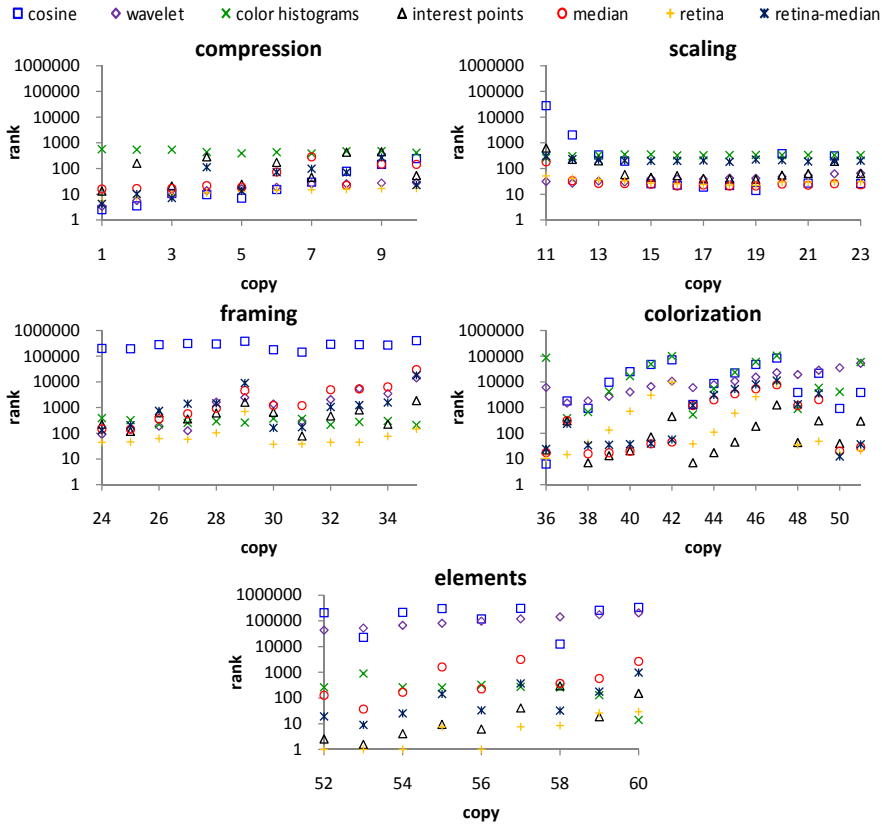 cosine wavelet color histograms interest points median retina retina-median
compression
rank
1000000
100000
10000
1000
100
10
1
1 3 5 7 9
copy
scaling
rank
1000000
100000
10000
1000
100
10
1
11 13 15 17 19 21 23
copy
framing
rank
1000000
100000
10000
1000
100
10
1
24 26 28 30 32 34
copy
colorization
rank
1000000
100000
10000
1000
100
10
1
36 38 40 42 44 46 48 50
copy
elements
rank
1000000
100000
10000
1000
100
10
1
52 54 56 58 60
copy